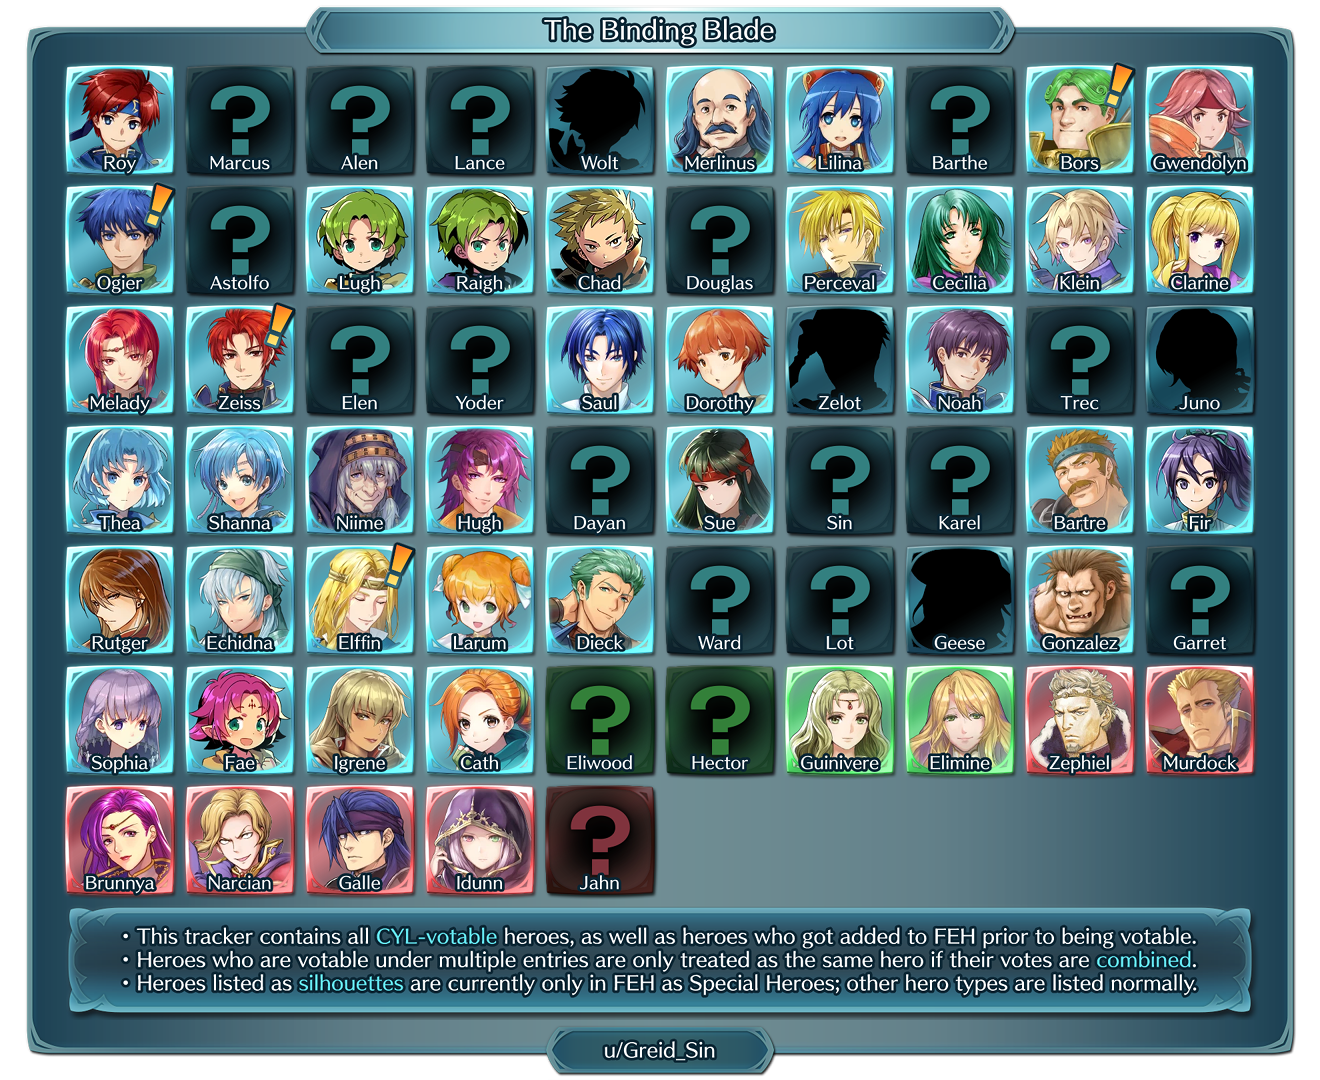 The Binding Blade
Roy Marcus Alen Lance Wolt Merlinus Lilina Barthe Bors Gwendolyn
Ogier Astolfo Lugh Raigh Chad Douglas Perceval Cecilia Klein Clarine
Melady Zeiss Elen Yoder Saul Dorothy Zelot Noah Trec Juno
Thea Shanna Niime Hugh Dayan Sue Sin Karel Bartre Fir
Rutger Echidna Elffin Larum Dieck Ward Lot Geese Gonzalez Garret
Sophia Fae Igrene Cath Eliwood Hector Guinivere Elimine Zephiel Murdock
Brunnya Narcian Galle Idunn Jahn
• This tracker contains all CYL-votable heroes, as well as heroes who got added to FEH prior to being votable.
• Heroes who are votable under multiple entries are only treated as the same hero if their votes are combined.
• Heroes listed as silhouettes are currently only in FEH as Special Heroes; other hero types are listed normally.
u/Greid_Sin